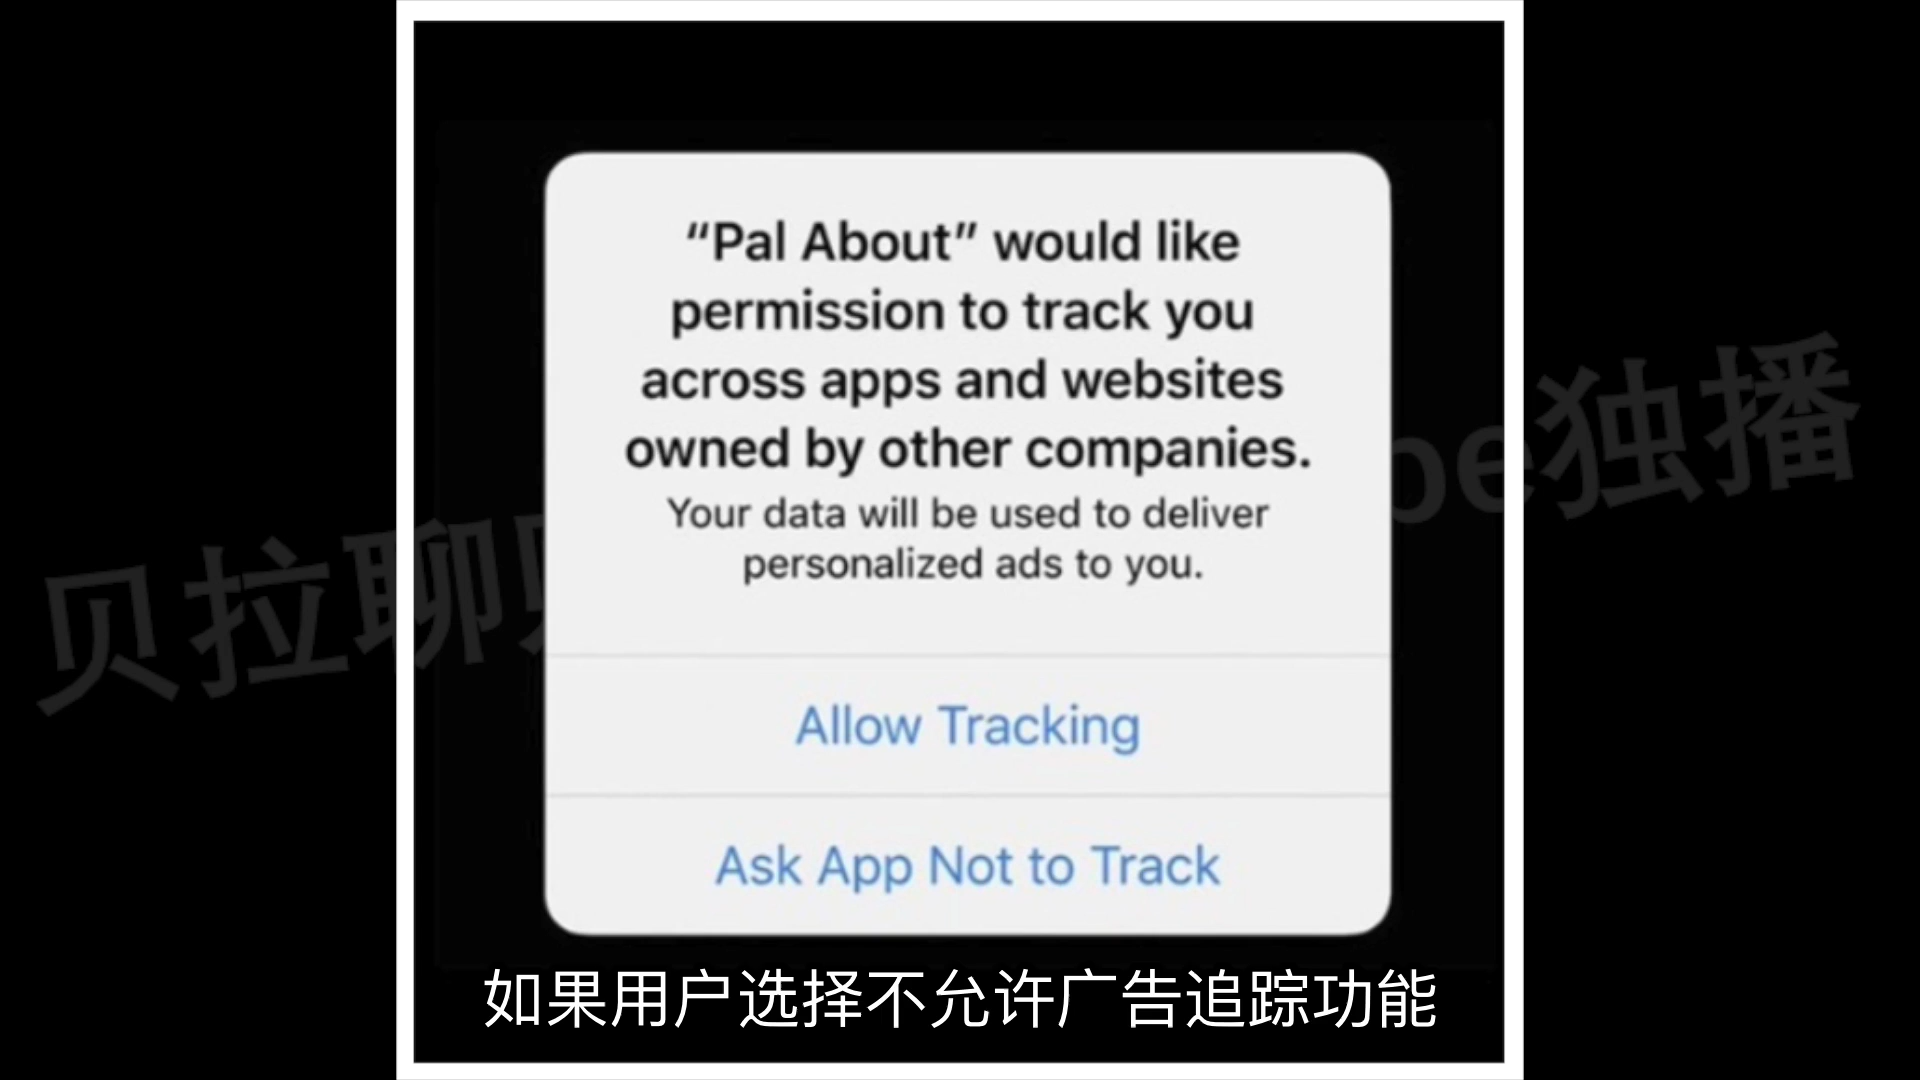 “Pal About” would like
permission to track you
across apps and websites
owned by other companies.
Your data will be used to deliver
personalized ads to you.
Allow Tracking
Ask App Not to Track
贝拉聊
be独播
如果用户选择不允许广告追踪功能